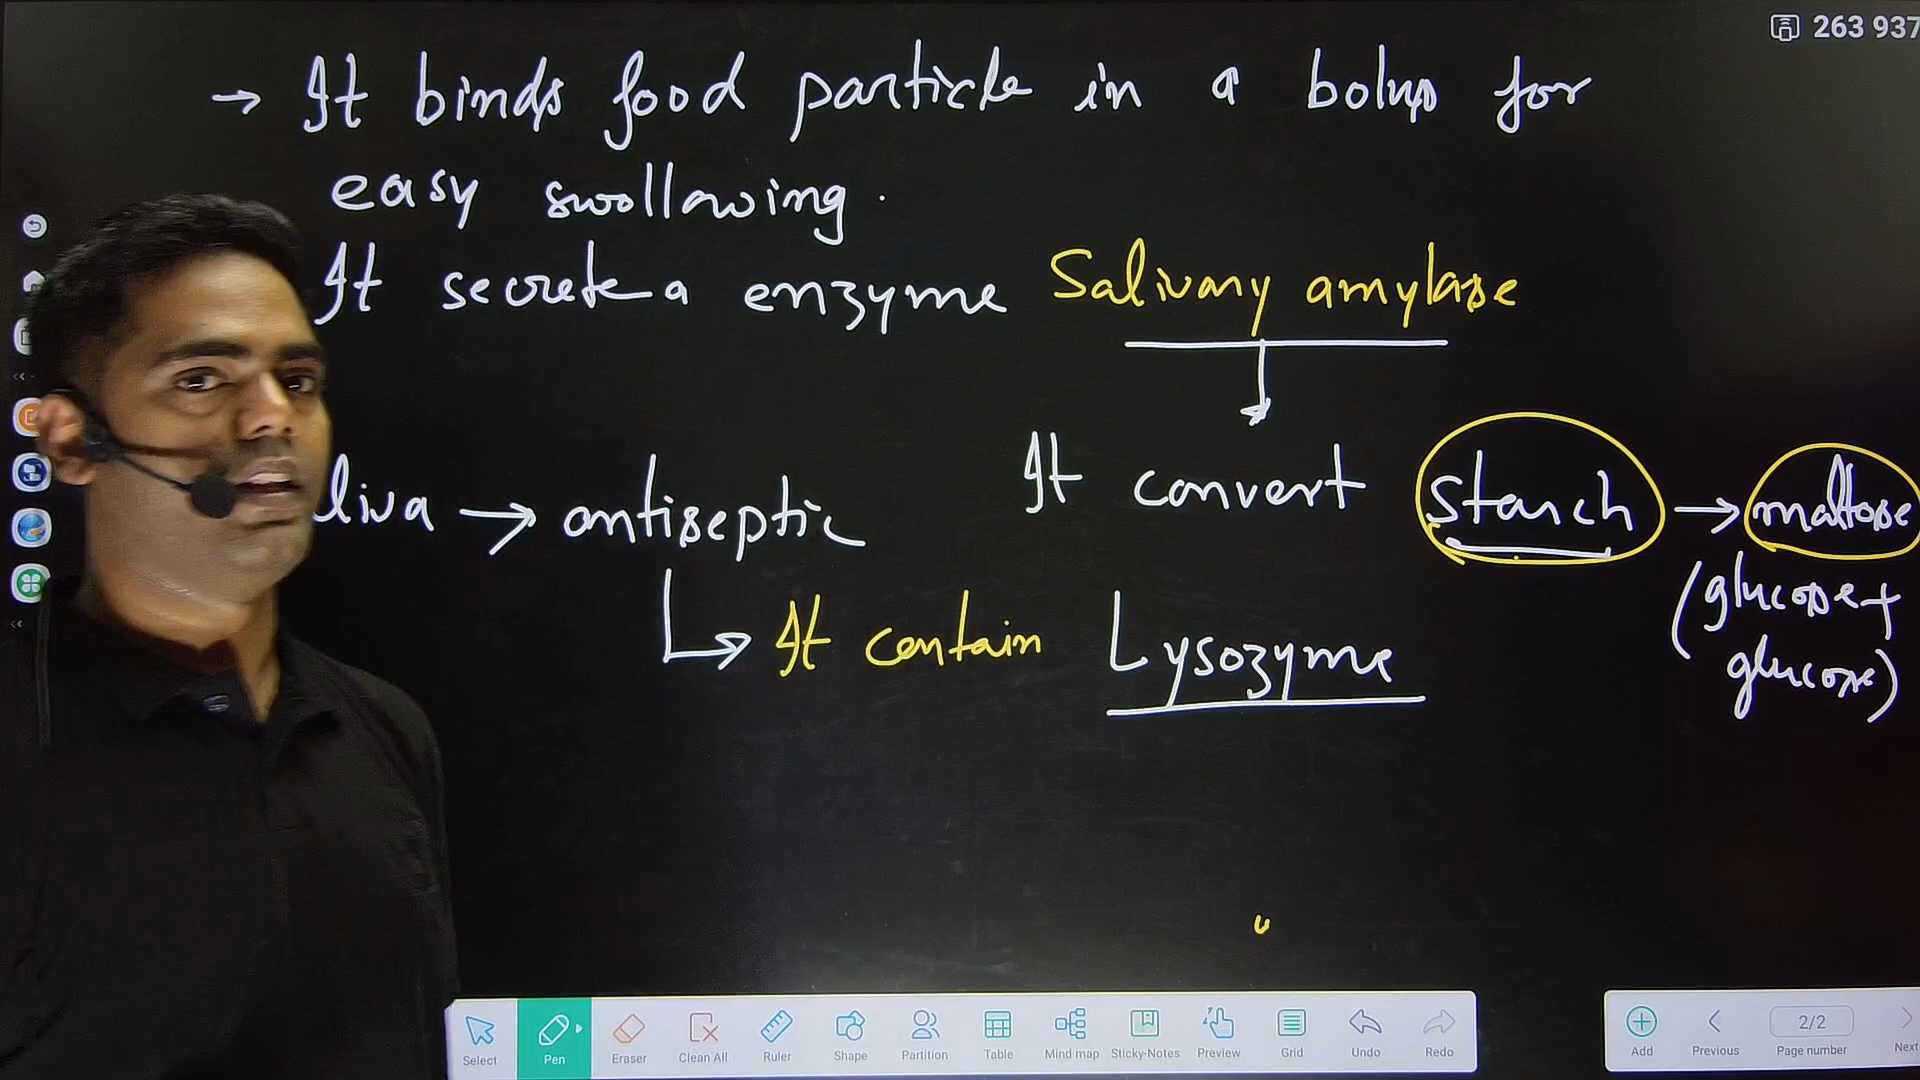 263 937
→ It binds food particle in a bolus for
easy swollowing.
It secrete a enzyme Salivary amylase
It convert Starch → maltose
(glucose +
glucose)
liva → antiseptic
It contain Lysozyme
Select
Pen
Eraser
Clean All
Ruler
Shape
Partition
Table
Mind map
Sticky-Notes
Preview
Grid
Undo
Redo
Add
Previous
2/2
Page number
Next